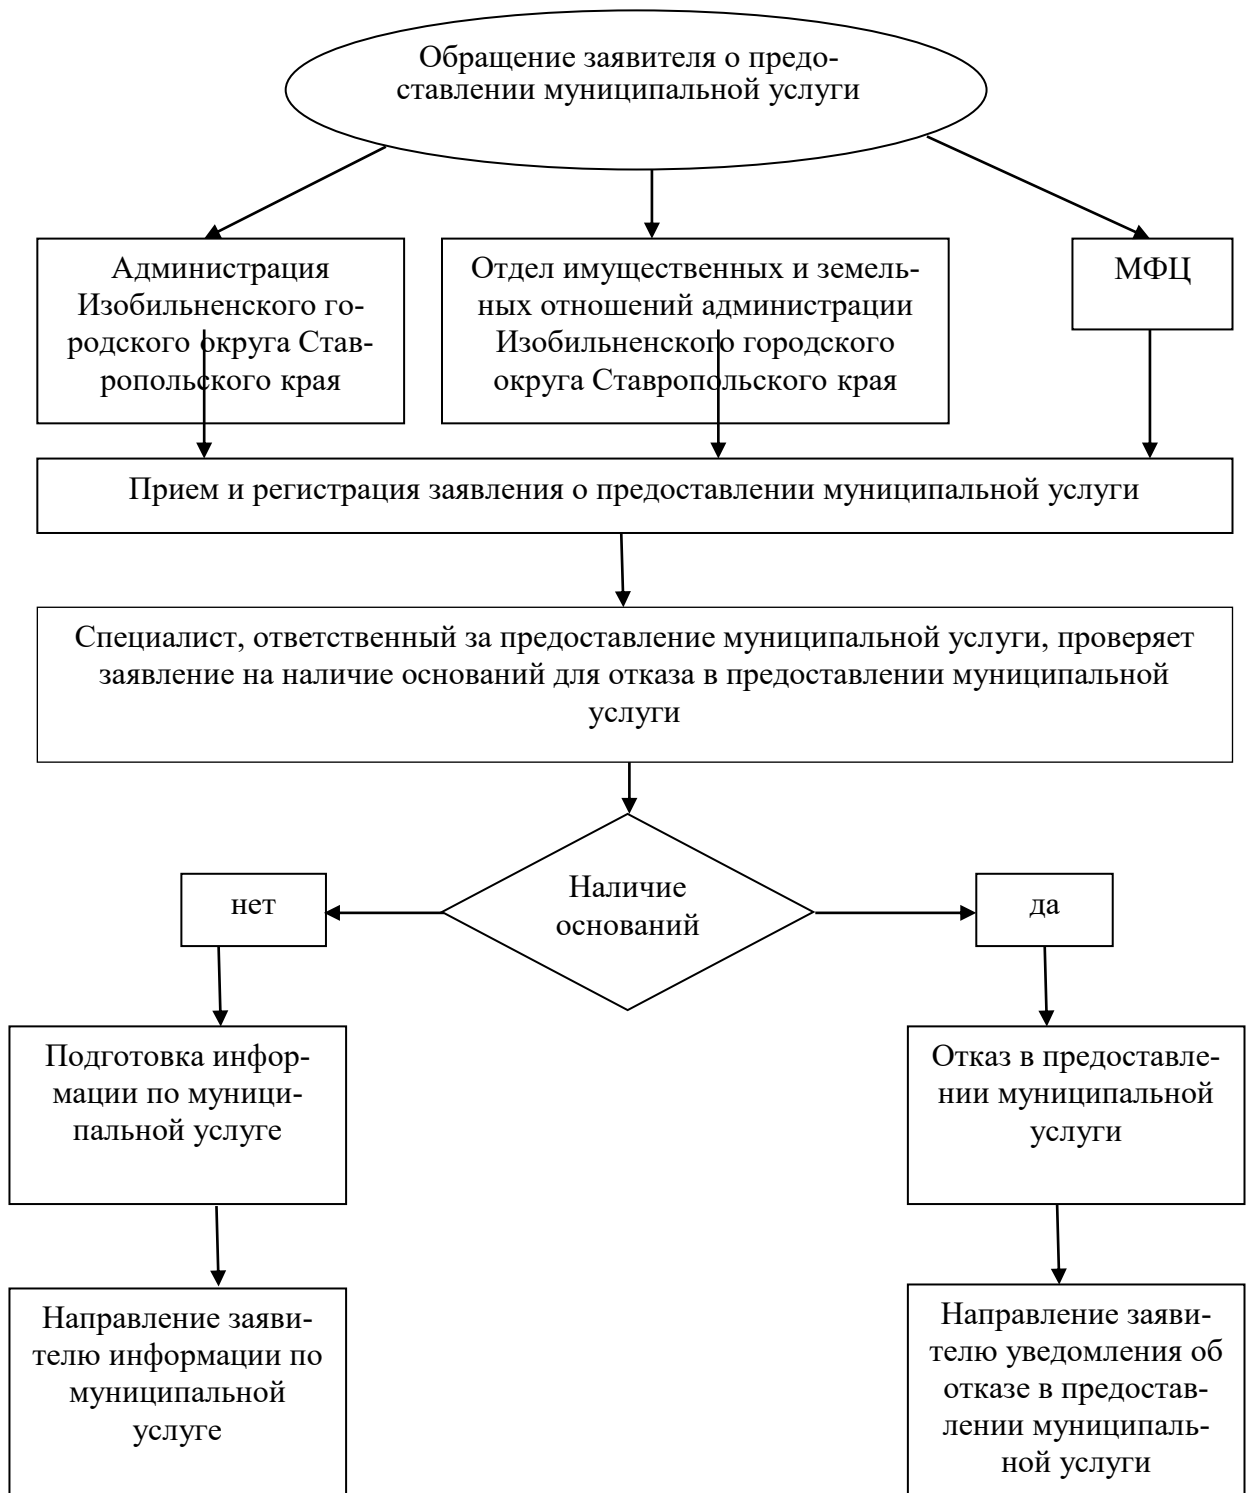 Обращение заявителя о предо-
ставлении муниципальной услуги
Администрация
Изобильненского го-
родского округа Став-
ропольского края
Отдел имущественных и земель-
ных отношений администрации
Изобильненского городского
округа Ставропольского края
МФЦ
Прием и регистрация заявления о предоставлении муниципальной услуги
Специалист, ответственный за предоставление муниципальной услуги, проверяет
заявление на наличие оснований для отказа в предоставлении муниципальной
услуги
Наличие
оснований
нет
да
Подготовка инфор-
мации по муници-
пальной услуге
Отказ в предоставле-
нии муниципальной
услуги
Направление заяви-
телю информации по
муниципальной
услуге
Направление заяви-
телю уведомления об
отказе в предостав-
лении муниципаль-
ной услуги